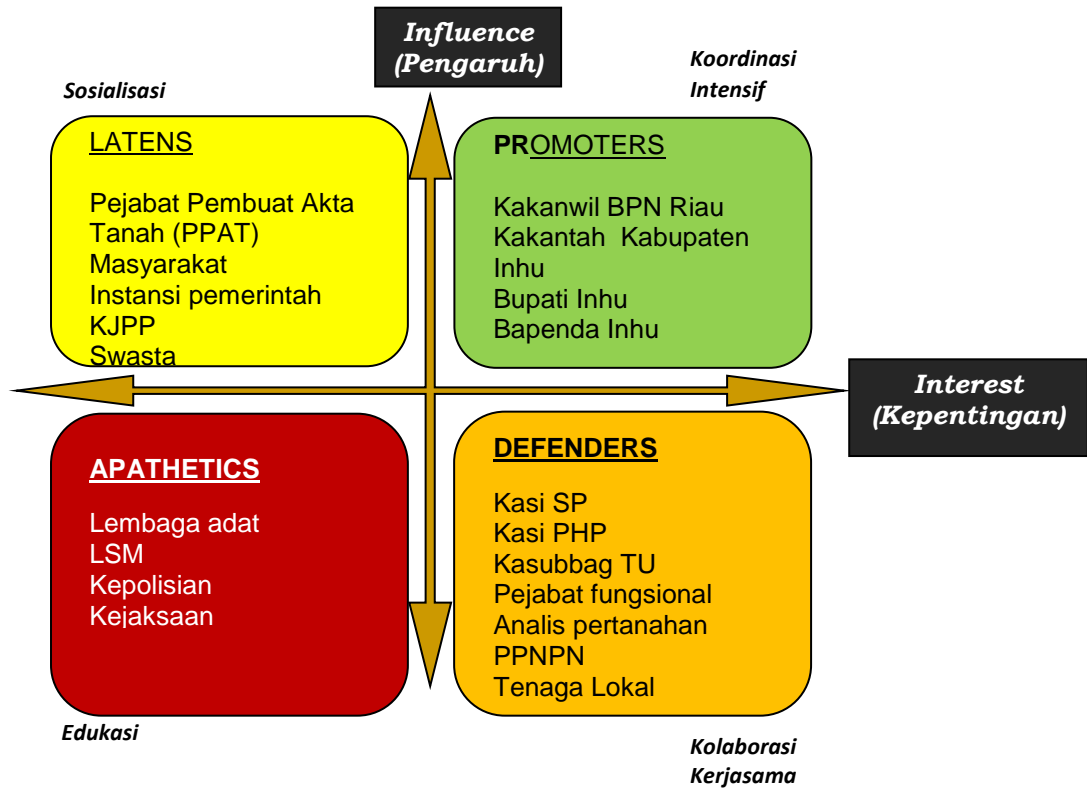 Influence
(Pengaruh)
Koordinasi
Intensif
Sosialisasi
LATENS
Pejabat Pembuat Akta
Tanah (PPAT)
Masyarakat
Instansi pemerintah
KJPP
Swasta
PROMOTERS
Kakanwil BPN Riau
Kakantah Kabupaten
Inhu
Bupati Inhu
Bapenda Inhu
Interest
(Kepentingan)
APATHETICS
Lembaga adat
LSM
Kepolisian
Kejaksaan
DEFENDERS
Kasi SP
Kasi PHP
Kasubbag TU
Pejabat fungsional
Analis pertanahan
PPNPN
Tenaga Lokal
Edukasi
Kolaborasi
Kerjasama